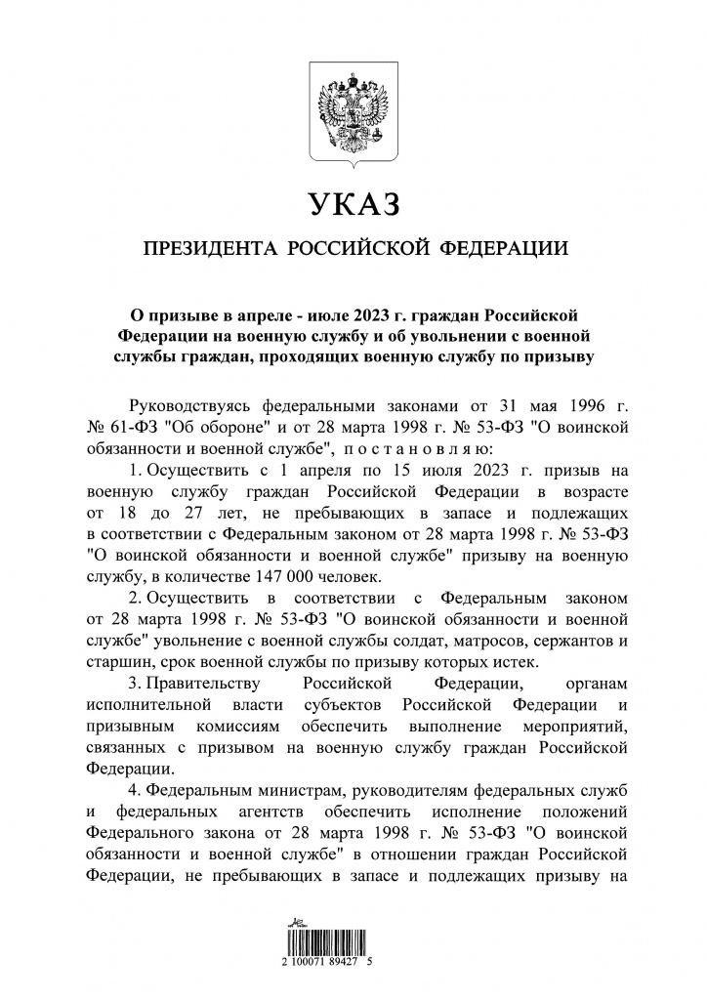 УКАЗ
ПРЕЗИДЕНТА РОССИЙСКОЙ ФЕДЕРАЦИИ
О призыве в апреле - июле 2023 г. граждан Российской
Федерации на военную службу и об увольнении с военной
службы граждан, проходящих военную службу по призыву
Руководствуясь федеральными законами от 31 мая 1996 г.
№ 61-ФЗ "Об обороне" и от 28 марта 1998 г. № 53-ФЗ "О воинской
обязанности и военной службе", п о с т а н о в л я ю:
1. Осуществить с 1 апреля по 15 июля 2023 г. призыв на
военную службу граждан Российской Федерации в возрасте
от 18 до 27 лет, не пребывающих в запасе и подлежащих
в соответствии с Федеральным законом от 28 марта 1998 г. № 53-ФЗ
"О воинской обязанности и военной службе" призыву на военную
службу, в количестве 147 000 человек.
2. Осуществить в соответствии с Федеральным законом
от 28 марта 1998 г. № 53-ФЗ "О воинской обязанности и военной
службе" увольнение с военной службы солдат, матросов, сержантов и
старшин, срок военной службы по призыву которых истек.
3. Правительству Российской Федерации, органам
исполнительной власти субъектов Российской Федерации и
призывным комиссиям обеспечить выполнение мероприятий,
связанных с призывом на военную службу граждан Российской
Федерации.
4. Федеральным министрам, руководителям федеральных служб
и федеральных агентств обеспечить исполнение положений
Федерального закона от 28 марта 1998 г. № 53-ФЗ "О воинской
обязанности и военной службе" в отношении граждан Российской
Федерации, не пребывающих в запасе и подлежащих призыву на
2 100071 89427 5